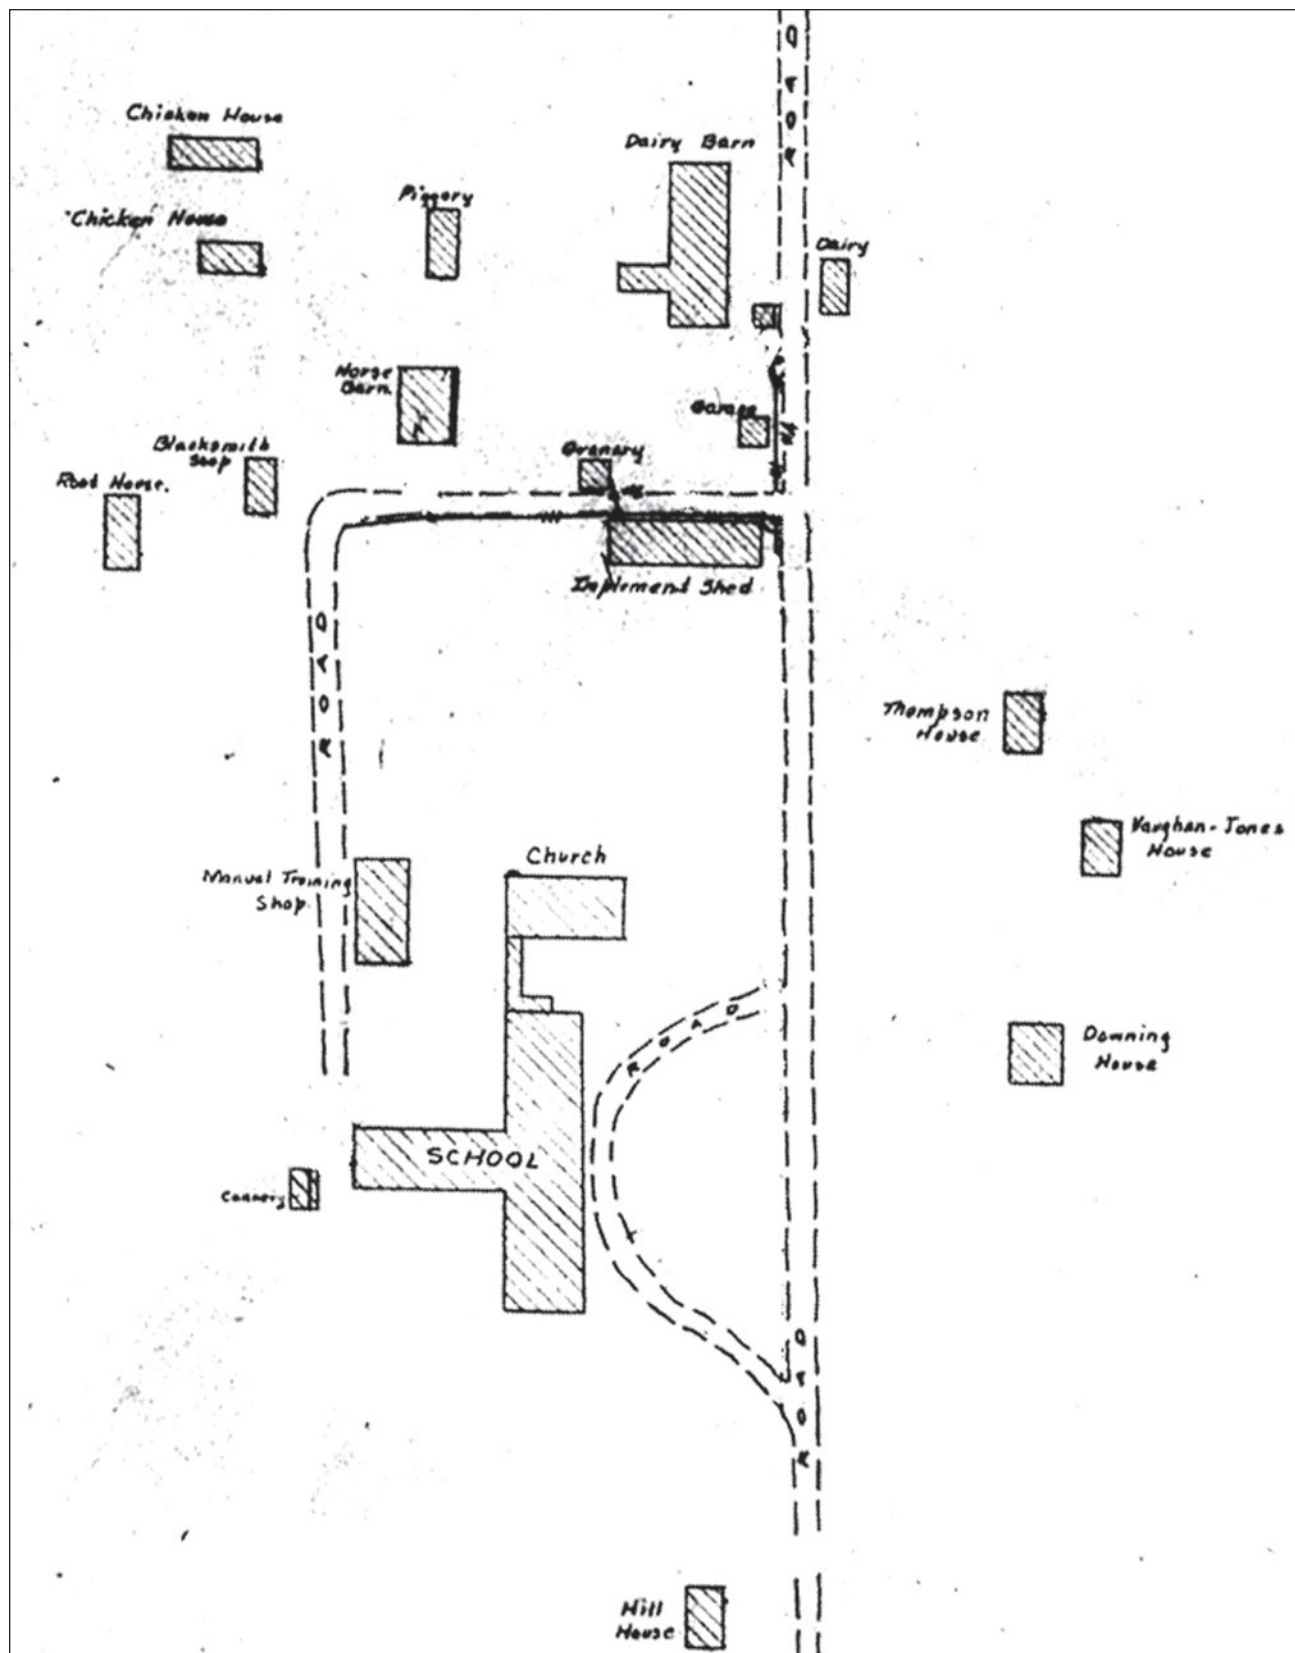 ROAD
Chicken House
Dairy Barn
Piggery
Chicken House
Dairy
Horse
Barn.
Garage
Granary
Blacksmith
Shop
Root House.
Implement Shed
ROAD
Thompson
House
Vaughan-Jones
House
Church
Manual Training
Shop
ROAD
Downing
House
SCHOOL
Cannery
ROAD
Hill
House